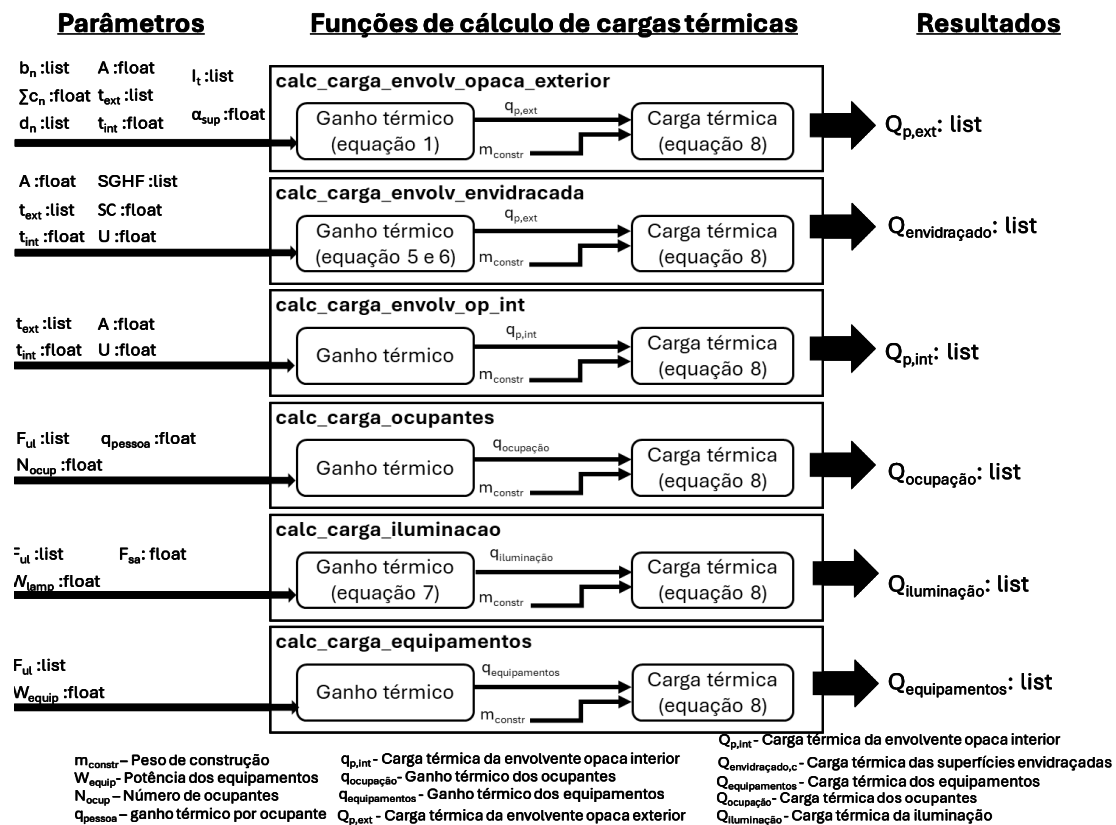 Parâmetros
Funções de cálculo de cargas térmicas
Resultados
bn :list A :float It :list
∑cn :float text :list
αsup :float
dn :list tint :float
calc_carga_envolv_opaca_exterior
Ganho térmico
(equação 1)
qp,ext
mconstr
Carga térmica
(equação 8)
Qp,ext: list
A :float SGHF :list
text :list SC :float
tint :float U :float
calc_carga_envolv_envidracada
Ganho térmico
(equação 5 e 6)
qp,ext
mconstr
Carga térmica
(equação 8)
Qenvidraçado: list
text :list A :float
tint :float U :float
calc_carga_envolv_op_int
Ganho térmico
qp,int
mconstr
Carga térmica
(equação 8)
Qp,int: list
Ful :list qpessoa :float
Nocup :float
calc_carga_ocupantes
Ganho térmico
qocupação
mconstr
Carga térmica
(equação 8)
Qocupação: list
Ful :list Fsa: float
Wlamp :float
calc_carga_iluminacao
Ganho térmico
(equação 7)
qiluminação
mconstr
Carga térmica
(equação 8)
Qiluminação: list
Ful :list
Wequip :float
calc_carga_equipamentos
Ganho térmico
qequipamentos
mconstr
Carga térmica
(equação 8)
Qequipamentos: list
mconstr – Peso de construção
Wequip - Potência dos equipamentos
Nocup – Número de ocupantes
qpessoa – ganho térmico por ocupante
qp,int - Carga térmica da envolvente opaca interior
qocupação - Ganho térmico dos ocupantes
qequipamentos - Ganho térmico dos equipamentos
Qp,ext - Carga térmica da envolvente opaca exterior
Qp,int - Carga térmica da envolvente opaca interior
Qenvidraçado,c - Carga térmica das superfícies envidraçadas
Qequipamentos - Carga térmica dos equipamentos
Qocupação - Carga térmica dos ocupantes
Qiluminação - Carga térmica da iluminação